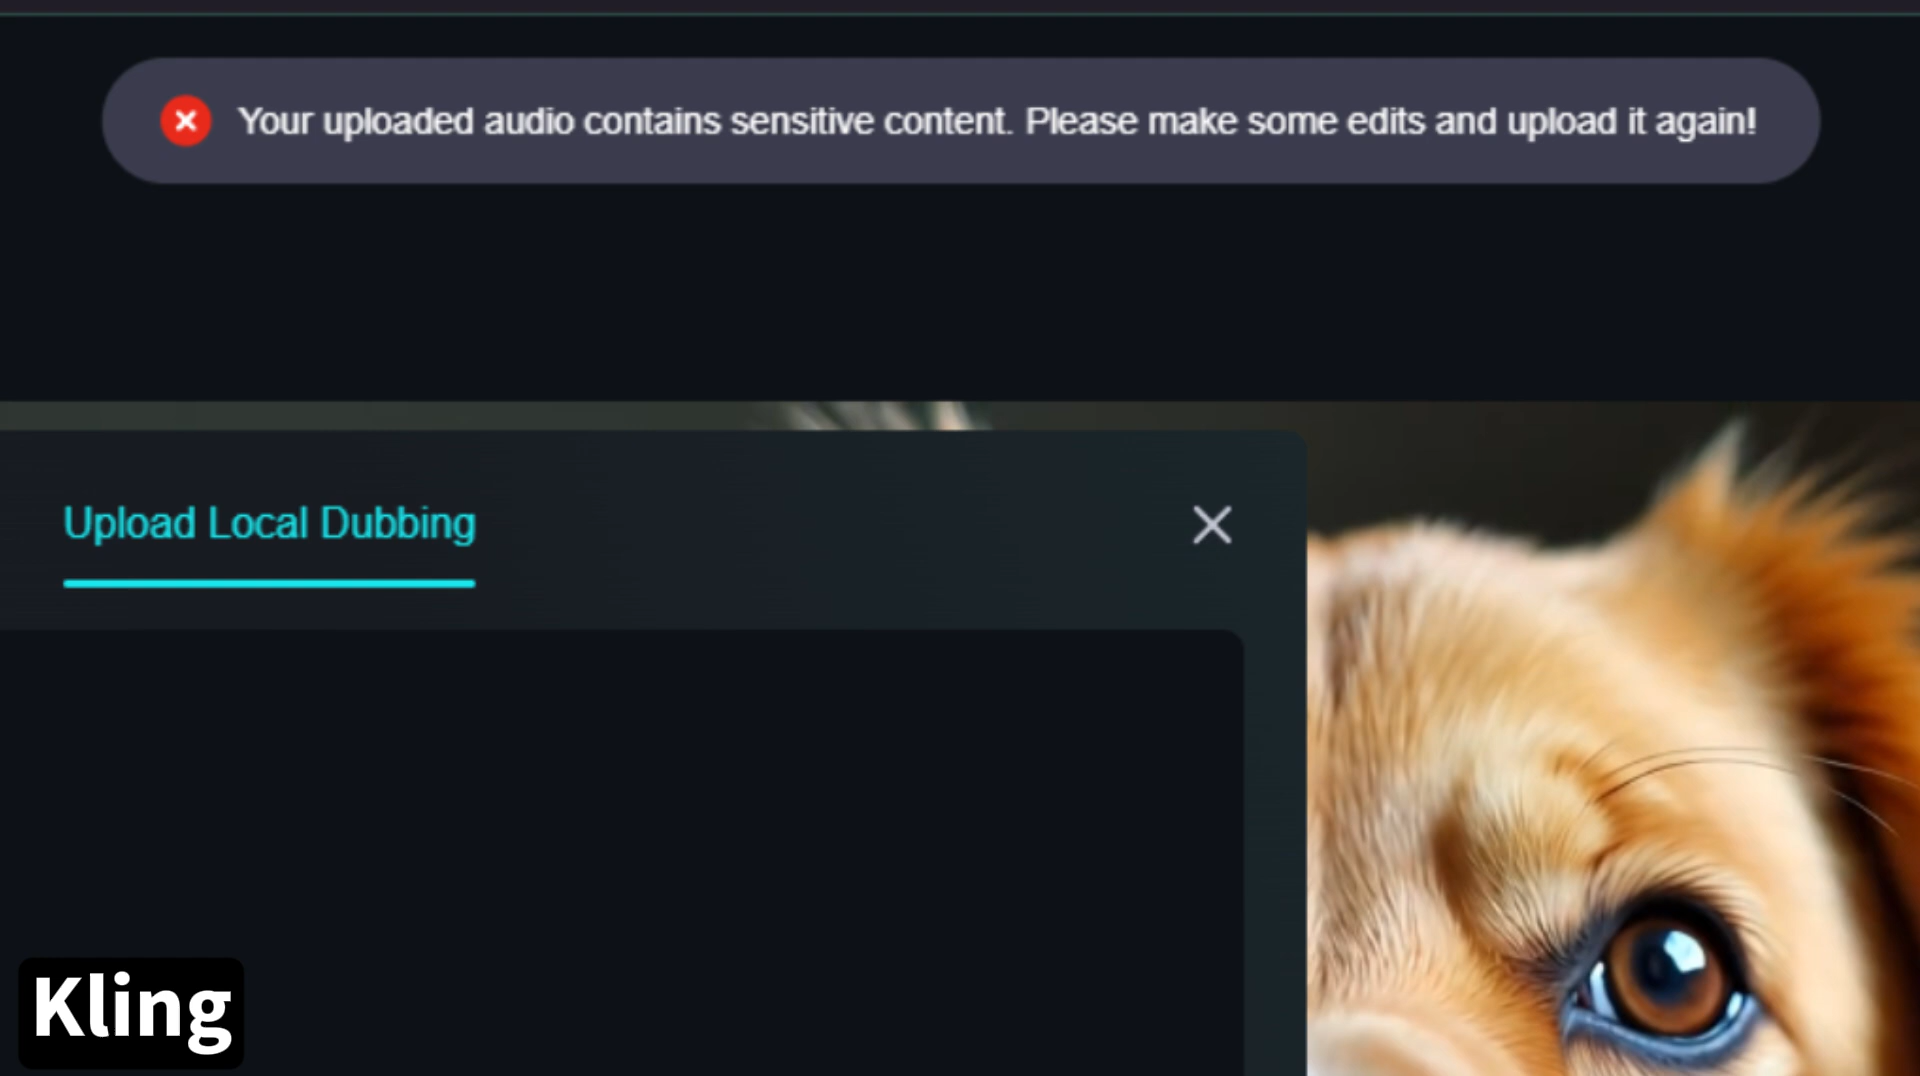 Your uploaded audio contains sensitive content. Please make some edits and upload it again!
Upload Local Dubbing
Kling